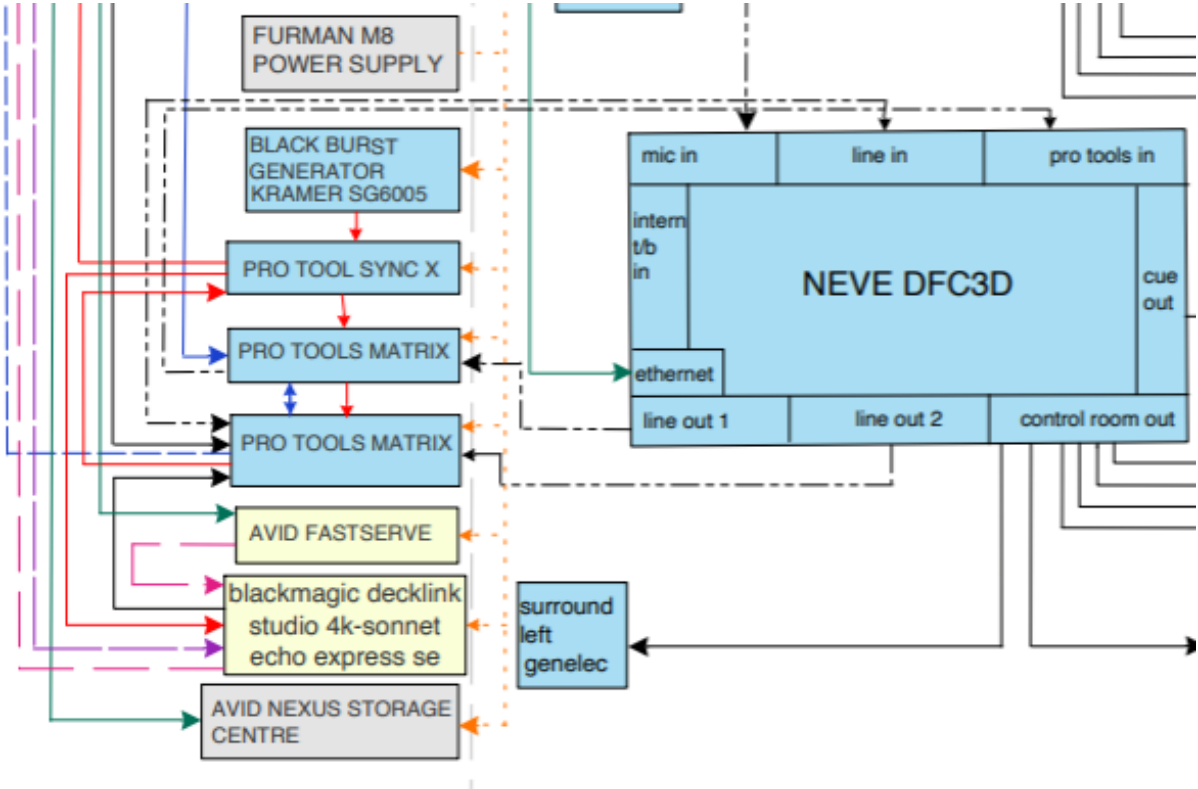 FURMAN M8
POWER SUPPLY
BLACK BURST
GENERATOR
KRAMER SG6005
PRO TOOL SYNC X
PRO TOOLS MATRIX
PRO TOOLS MATRIX
AVID FASTSERVE
blackmagic decklink
studio 4k-sonnet
echo express se
AVID NEXUS STORAGE
CENTRE
mic in
line in
pro tools in
intern
t/b
in
NEVE DFC3D
cue
out
ethernet
line out 1
line out 2
control room out
surround
left
genelec